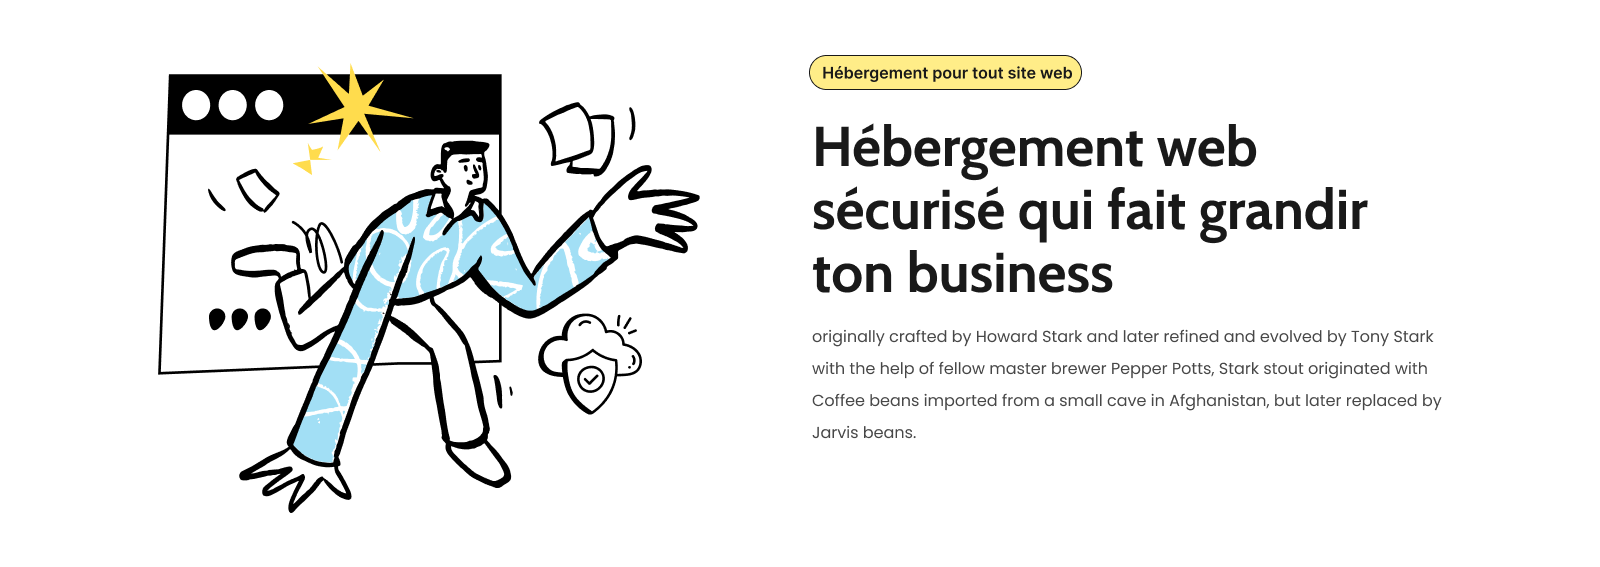 Hébergement pour tout site web
Hébergement web
sécurisé qui fait grandir
ton business
originally crafted by Howard Stark and later refined and evolved by Tony Stark
with the help of fellow master brewer Pepper Potts, Stark stout originated with
Coffee beans imported from a small cave in Afghanistan, but later replaced by
Jarvis beans.